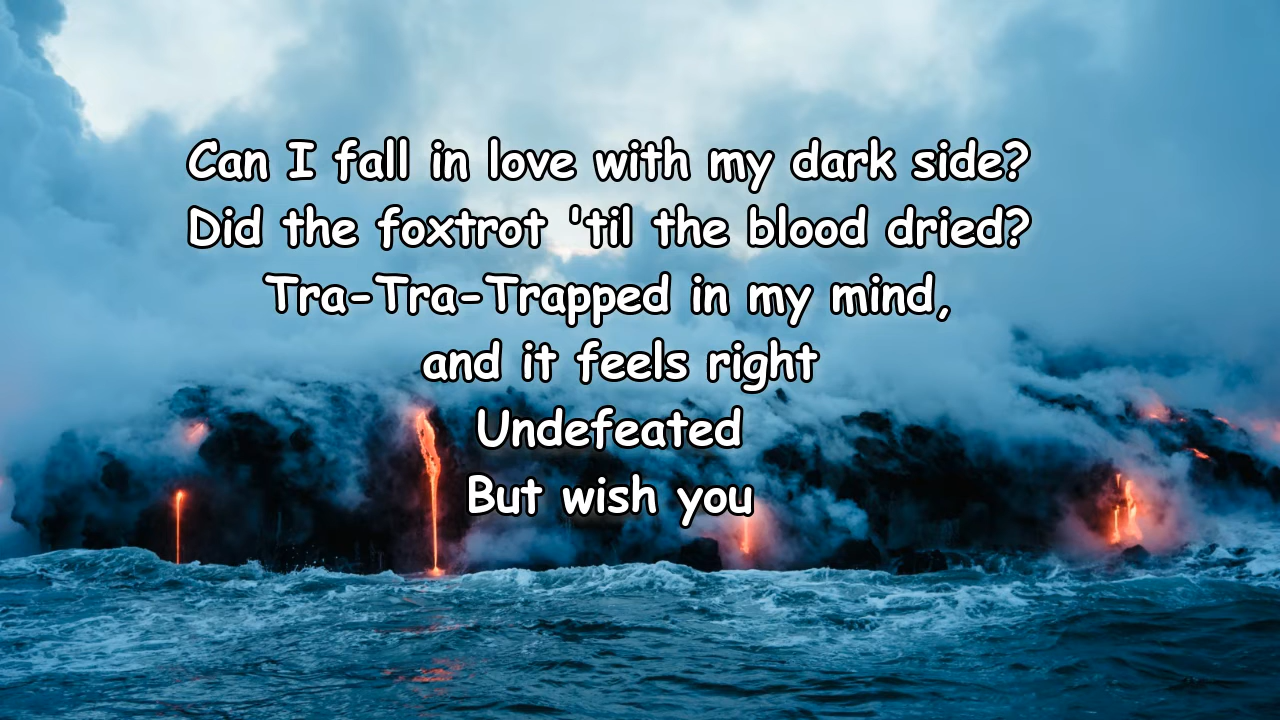 Can I fall in love with my dark side?
Did the foxtrot 'til the blood dried?
Tra-Tra-Trapped in my mind,
and it feels right
Undefeated
But wish you